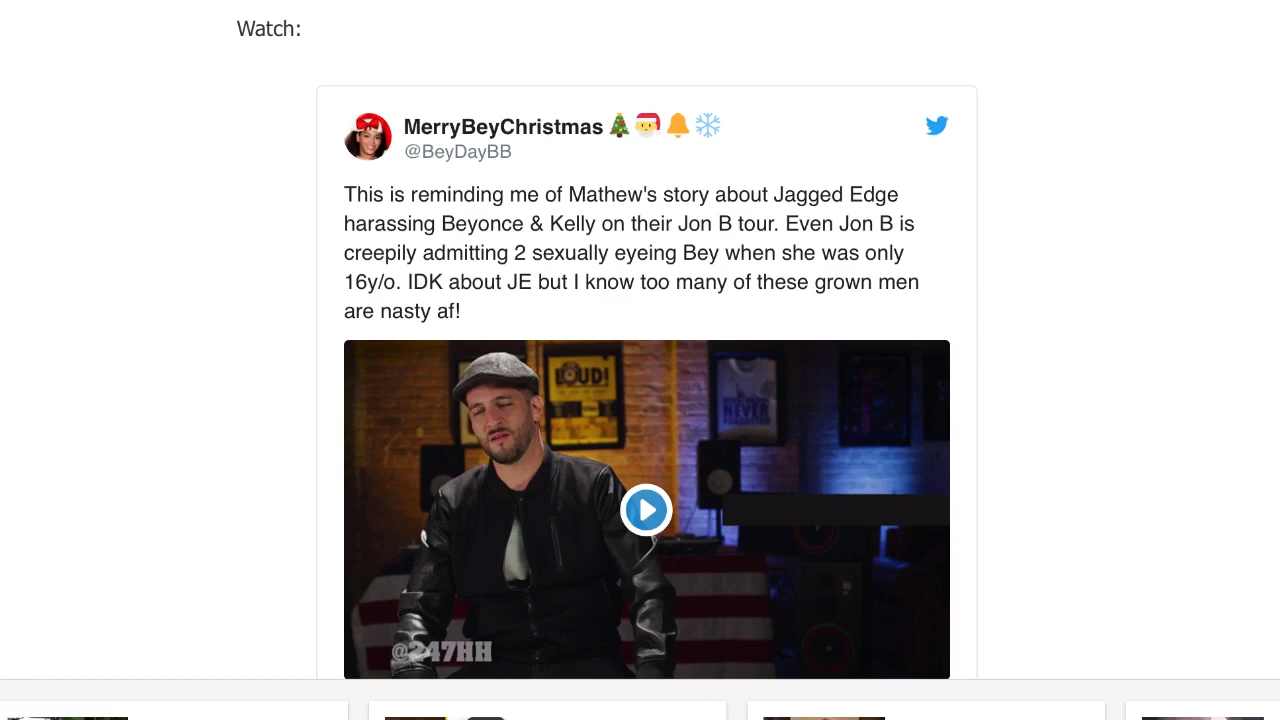 Watch:
MerryBeyChristmas 🎄🎅🔔❄️
@BeyDayBB
This is reminding me of Mathew's story about Jagged Edge
harassing Beyonce & Kelly on their Jon B tour. Even Jon B is
creepily admitting 2 sexually eyeing Bey when she was only
16y/o. IDK about JE but I know too many of these grown men
are nasty af!
LOUD!
NEVER
@247HH